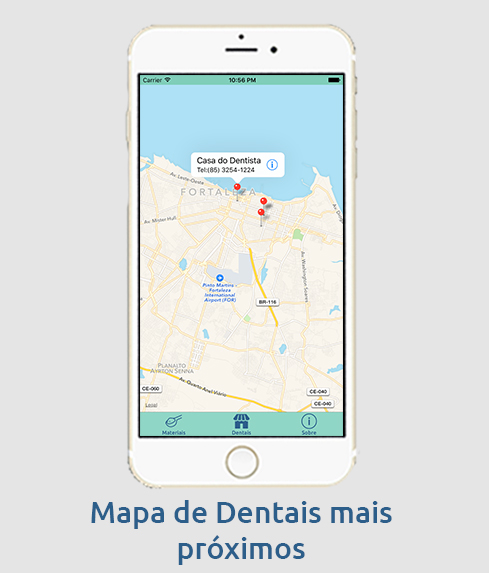 Carrier
10:56 PM
Casa do Dentista
Tel:(85) 3254-1224
Av. Leste-Oeste
FORTALEZA
Av. Mister Hull
Av. Pde
Av. Washington Soares
Pinto Martins -
Fortaleza
International
Airport (FOR)
BR-116
PLANALTO
AYRTON SENNA
Av. Quarto Anel Viário
CE-060
CE-040
CE-040
Legal
Materiais
Dentais
Sobre
Mapa de Dentais mais
próximos